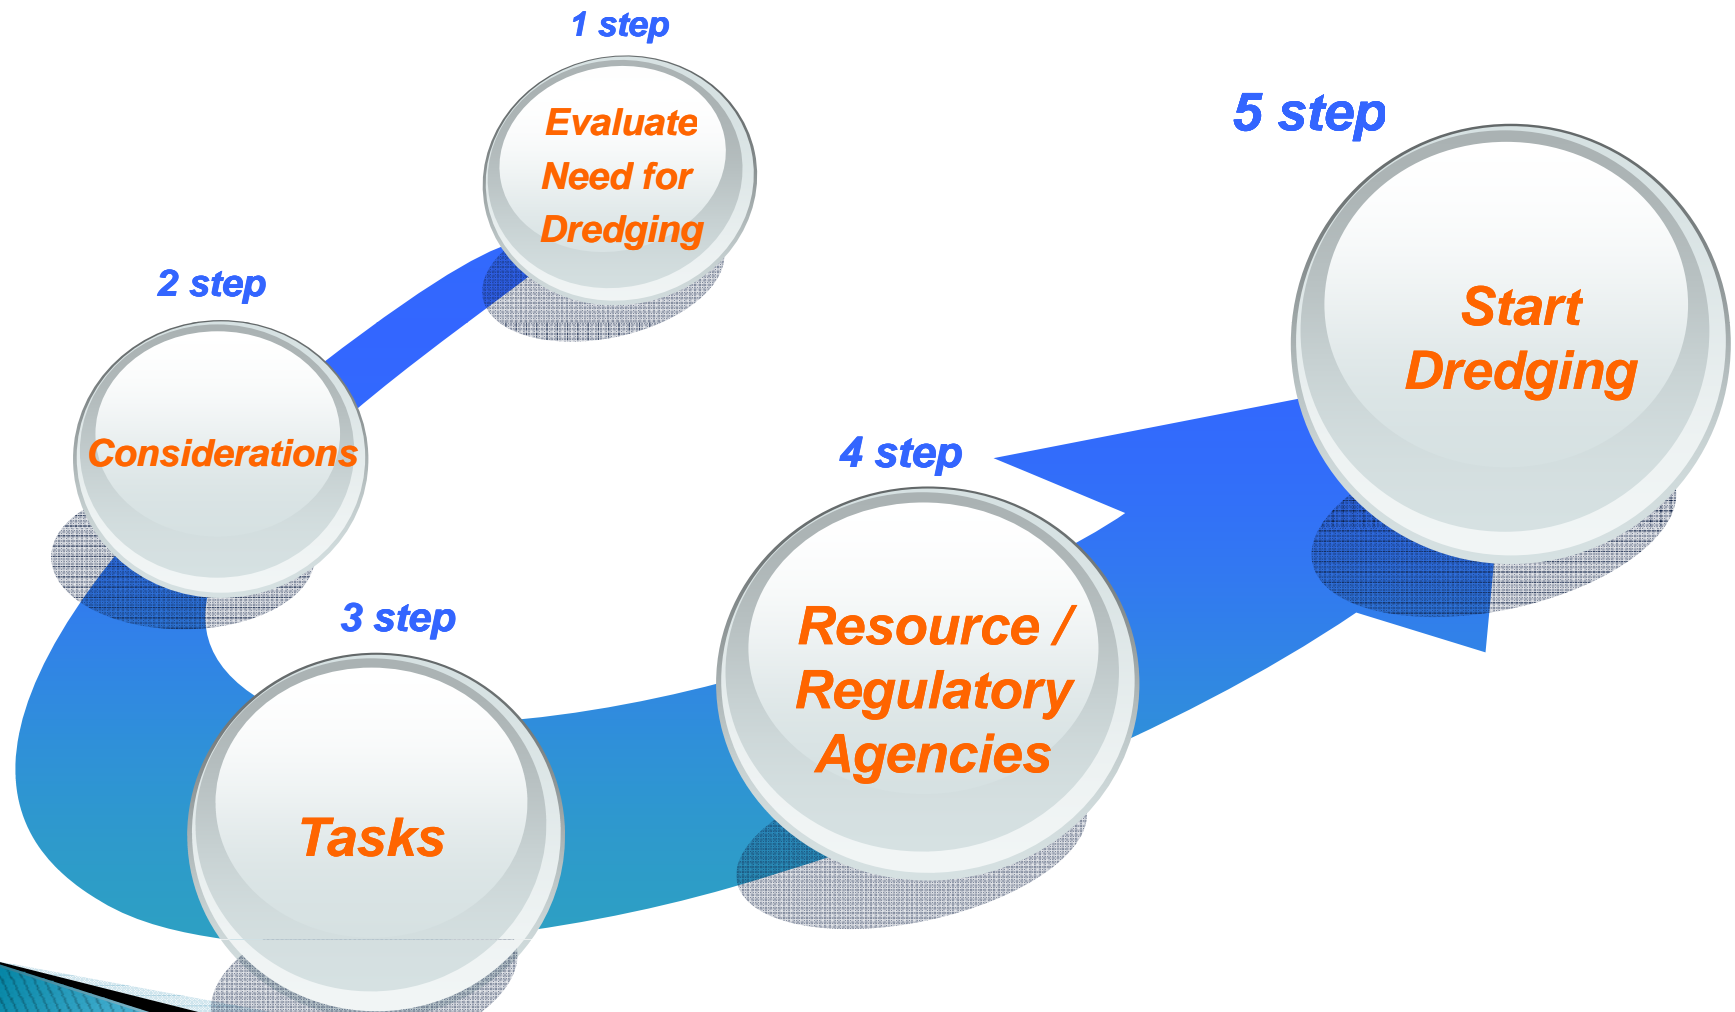 1 step
Evaluate
Need for
Dredging
2 step
Considerations
3 step
Tasks
4 step
Resource /
Regulatory
Agencies
5 step
Start
Dredging